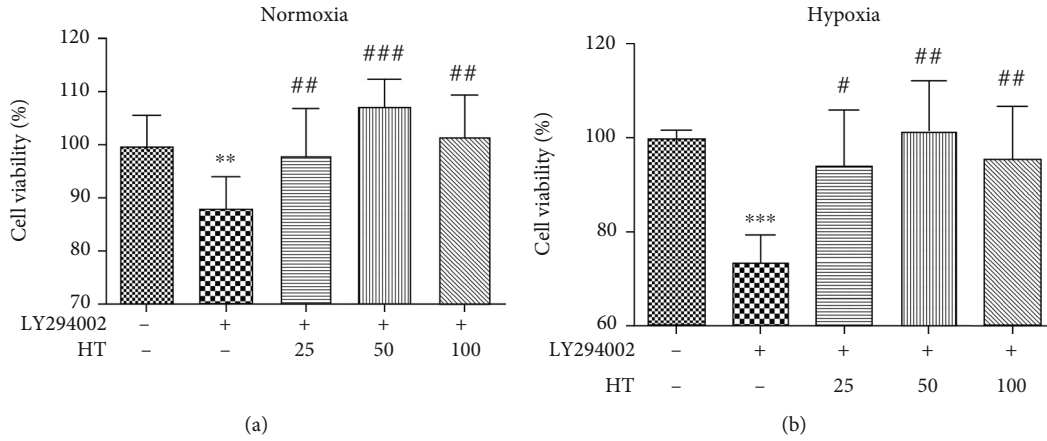 Normoxia
120
110
100
90
80
70
Cell viability (%)
**
##
###
##
LY294002 – + + + +
HT – – 25 50 100
(a)
Hypoxia
120
100
80
60
Cell viability (%)
***
#
##
##
LY294002 – + + + +
HT – – 25 50 100
(b)